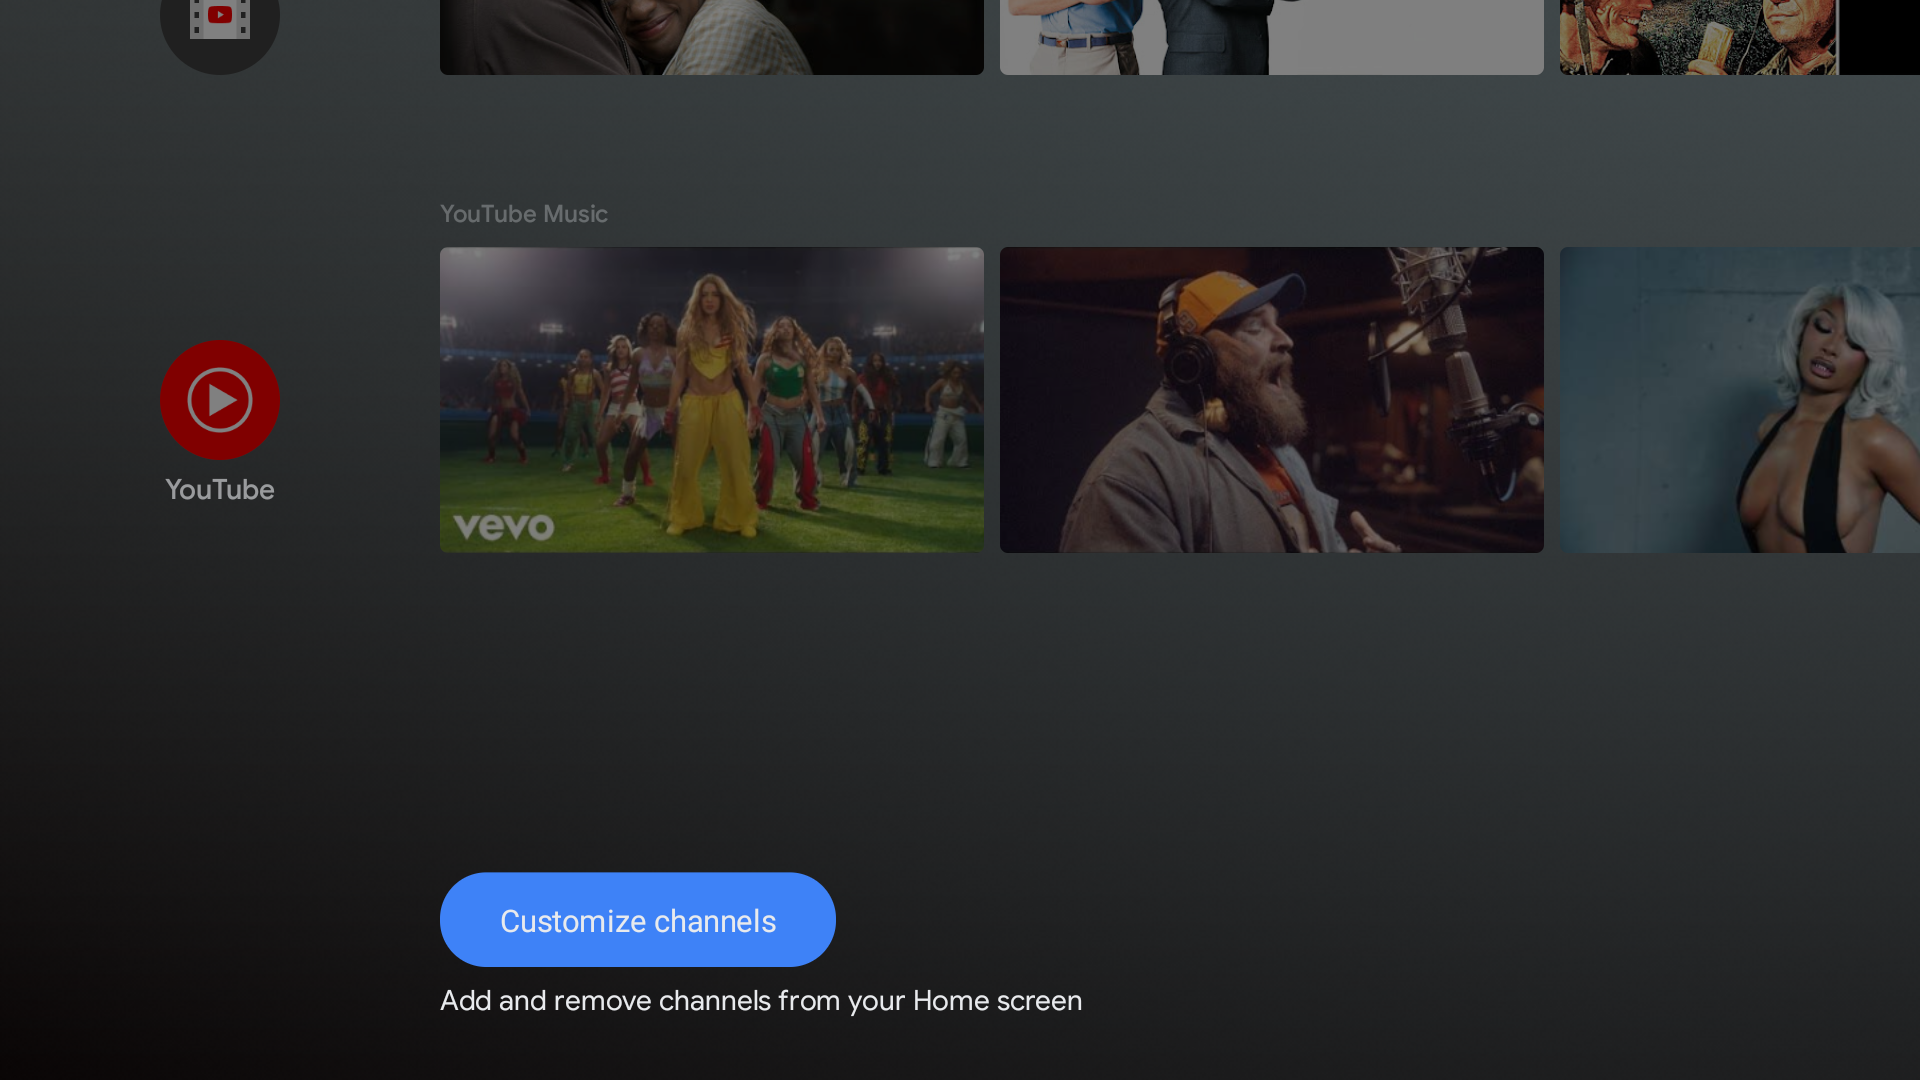 YouTube Music
vevo
YouTube
Customize channels
Add and remove channels from your Home screen